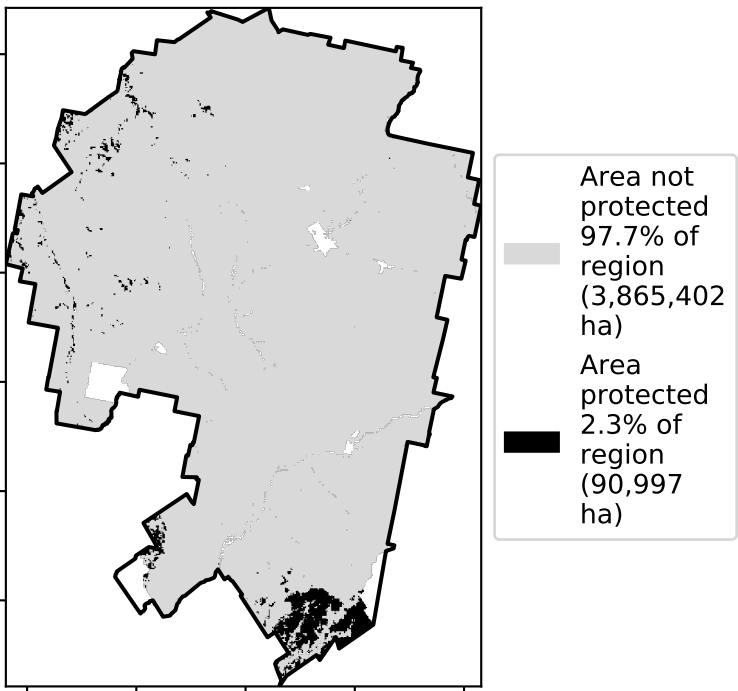 Area not
protected
97.7% of
region
(3,865,402
ha)
Area
protected
2.3% of
region
(90,997
ha)